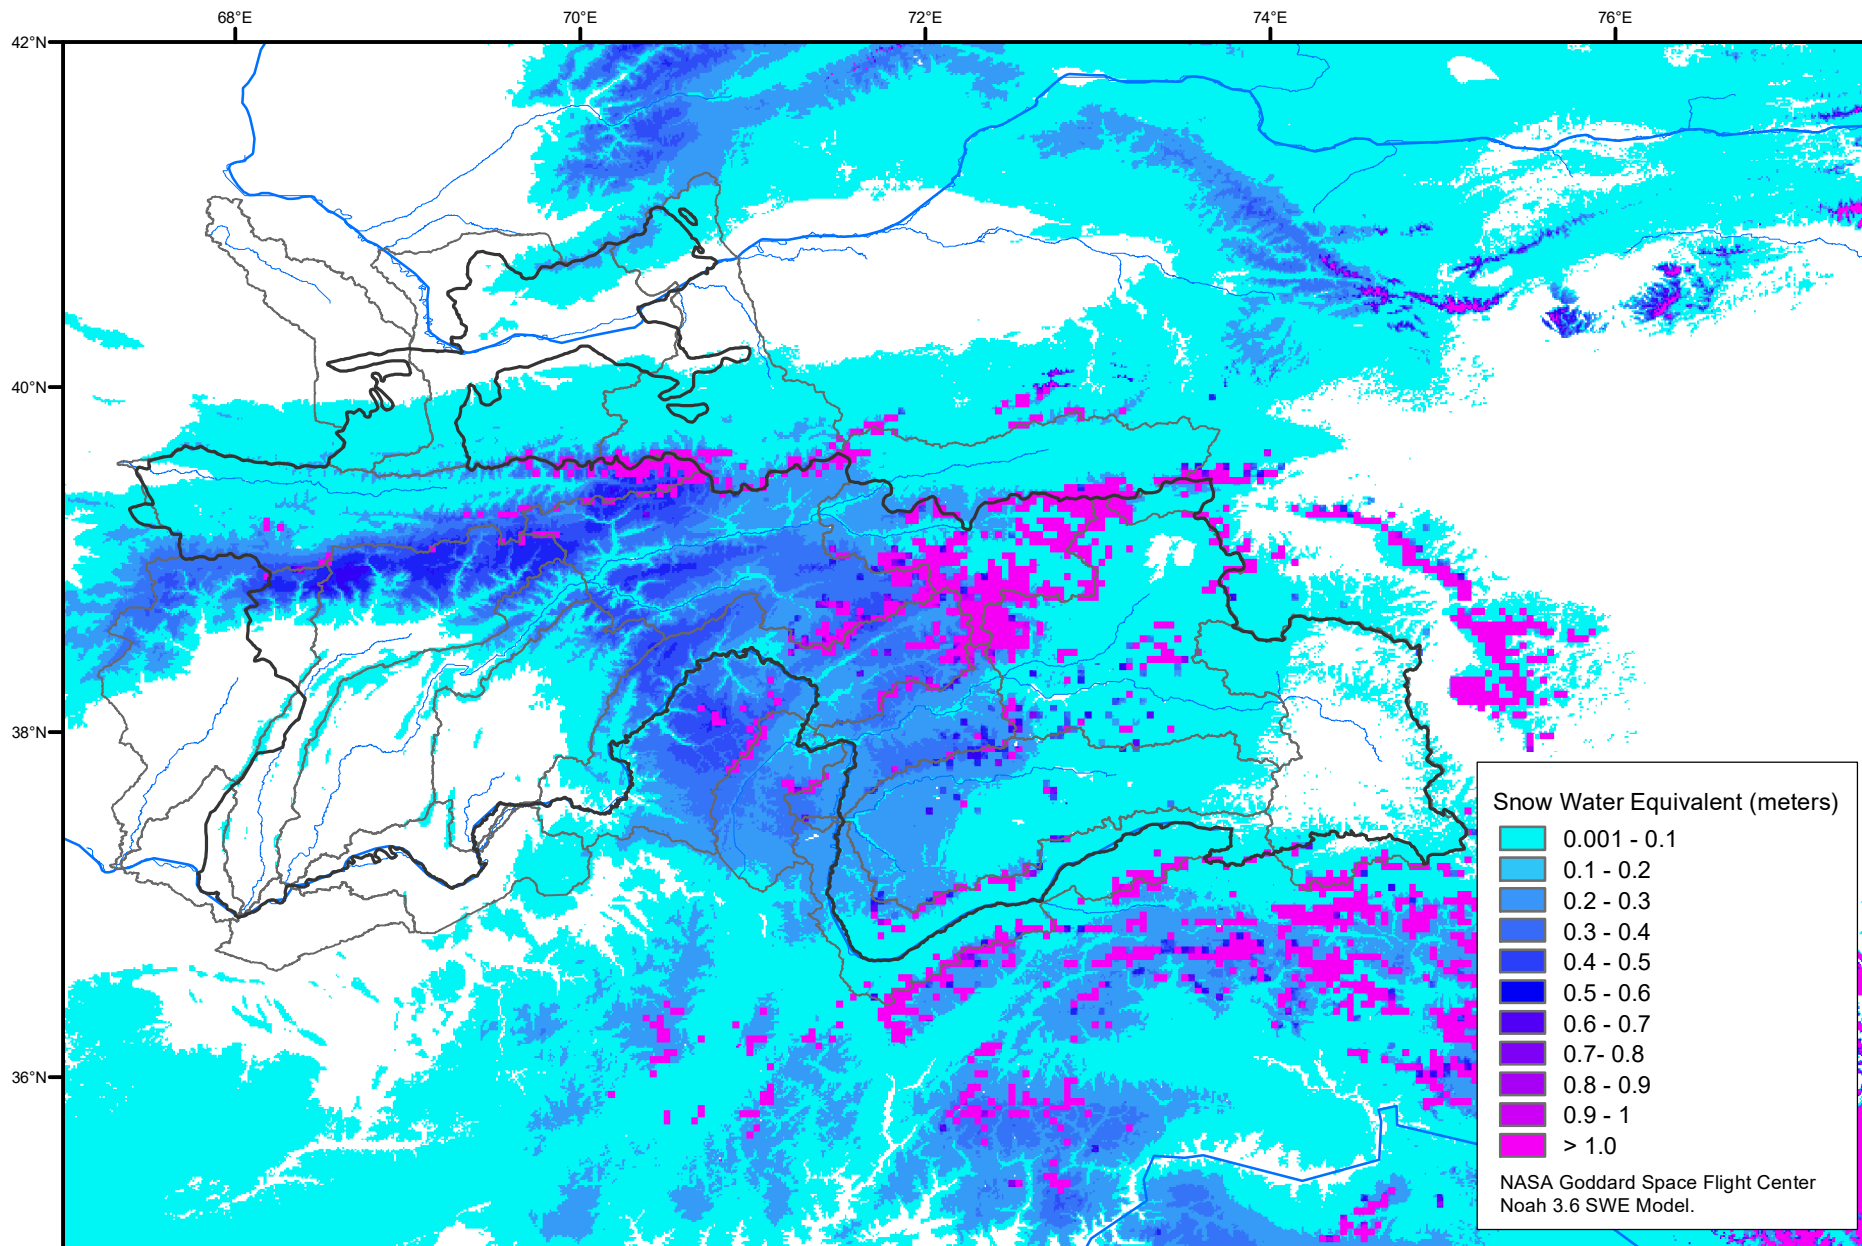 68°E 70°E 72°E 74°E 76°E
42°N
40°N
38°N
36°N
Snow Water Equivalent (meters)
0.001 - 0.1
0.1 - 0.2
0.2 - 0.3
0.3 - 0.4
0.4 - 0.5
0.5 - 0.6
0.6 - 0.7
0.7- 0.8
0.8 - 0.9
0.9 - 1
> 1.0
NASA Goddard Space Flight Center
Noah 3.6 SWE Model.